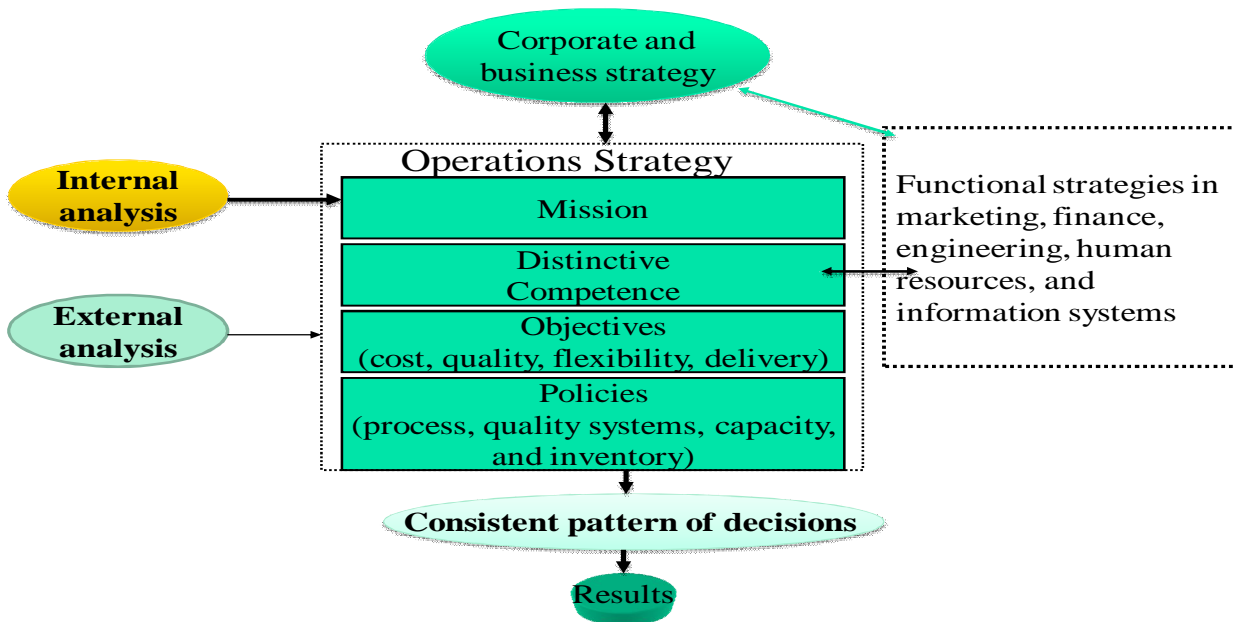 Corporate and
business strategy
Operations Strategy
Internal
analysis
Mission
Functional strategies in
marketing, finance,
engineering, human
resources, and
information systems
Distinctive
Competence
External
analysis
Objectives
(cost, quality, flexibility, delivery)
Policies
(process, quality systems, capacity,
and inventory)
Consistent pattern of decisions
Results